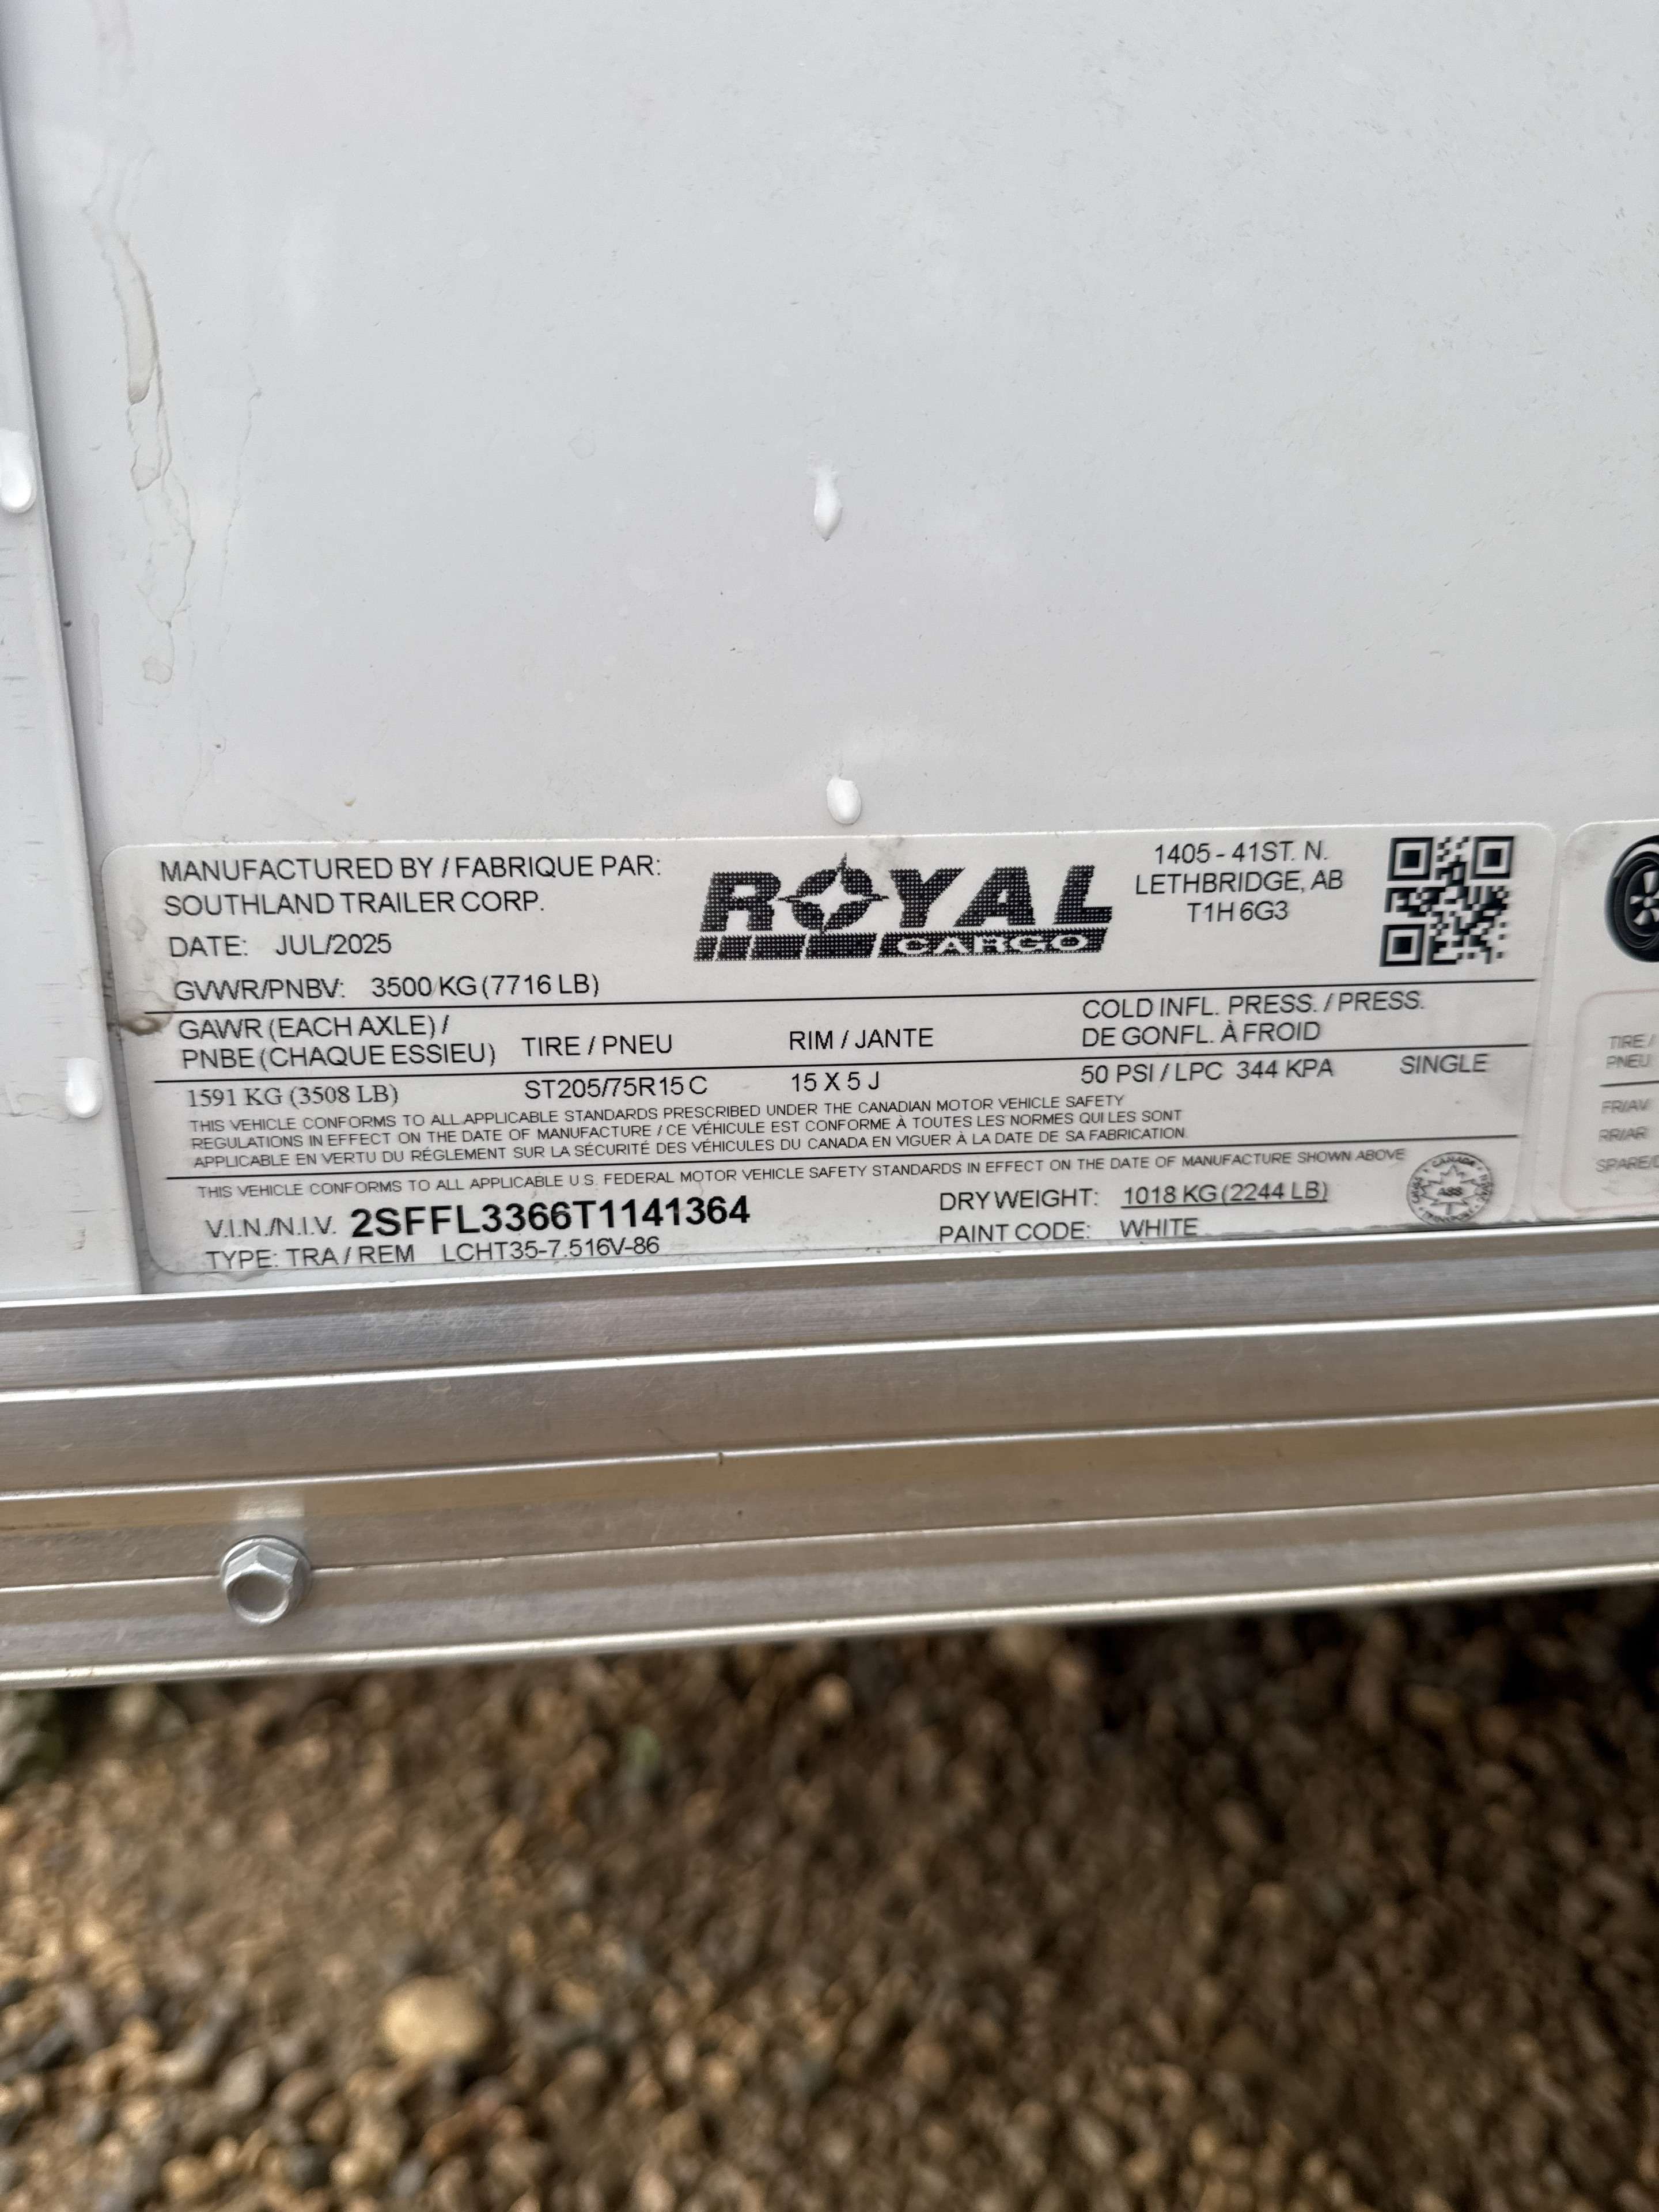 MANUFACTURED BY / FABRIQUE PAR:
SOUTHLAND TRAILER CORP.
DATE: JUL/2025
GVWR/PNBV: 3500 KG (7716 LB)
ROYAL
CARGO
1405 - 41ST. N.
LETHBRIDGE, AB
T1H 6G3
GAWR (EACH AXLE) /
PNBE (CHAQUE ESSIEU)
TIRE / PNEU
RIM / JANTE
COLD INFL. PRESS. / PRESS.
DE GONFL. À FROID
1591 KG (3508 LB) ST205/75R15 C 15 X 5 J 50 PSI / LPC 344 KPA SINGLE
THIS VEHICLE CONFORMS TO ALL APPLICABLE STANDARDS PRESCRIBED UNDER THE CANADIAN MOTOR VEHICLE SAFETY
REGULATIONS IN EFFECT ON THE DATE OF MANUFACTURE / CE VÉHICULE EST CONFORME À TOUTES LES NORMES QUI LES SONT
APPLICABLE EN VERTU DU RÉGLEMENT SUR LA SÉCURITÉ DES VÉHICULES DU CANADA EN VIGUER À LA DATE DE SA FABRICATION
THIS VEHICLE CONFORMS TO ALL APPLICABLE U.S. FEDERAL MOTOR VEHICLE SAFETY STANDARDS IN EFFECT ON THE DATE OF MANUFACTURE SHOWN ABOVE
V.I.N./N.I.V. 2SFFL3366T1141364
TYPE: TRA / REM LCHT35-7.516V-86
DRY WEIGHT: 1018 KG (2244 LB)
PAINT CODE: WHITE
CANADA
TRANSPORT
TIRE /
PNEU
FR/AV
RR/AR
SPARE/